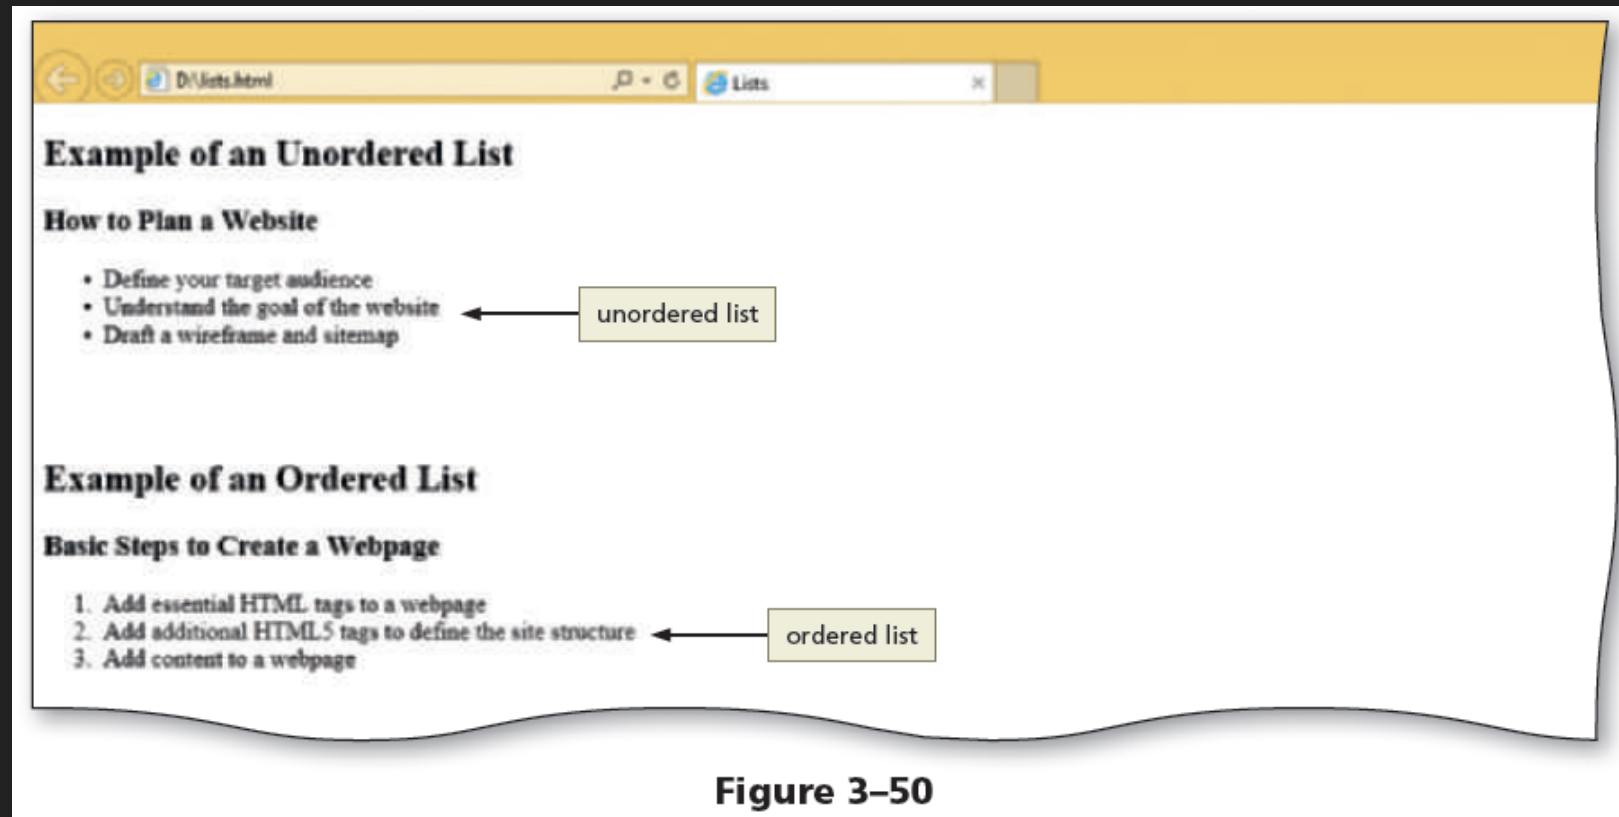 D:\lists.html
Lists
Example of an Unordered List
How to Plan a Website
• Define your target audience
• Understand the goal of the website
unordered list
• Draft a wireframe and sitemap
Example of an Ordered List
Basic Steps to Create a Webpage
1. Add essential HTML tags to a webpage
2. Add additional HTML5 tags to define the site structure
ordered list
3. Add content to a webpage
Figure 3–50